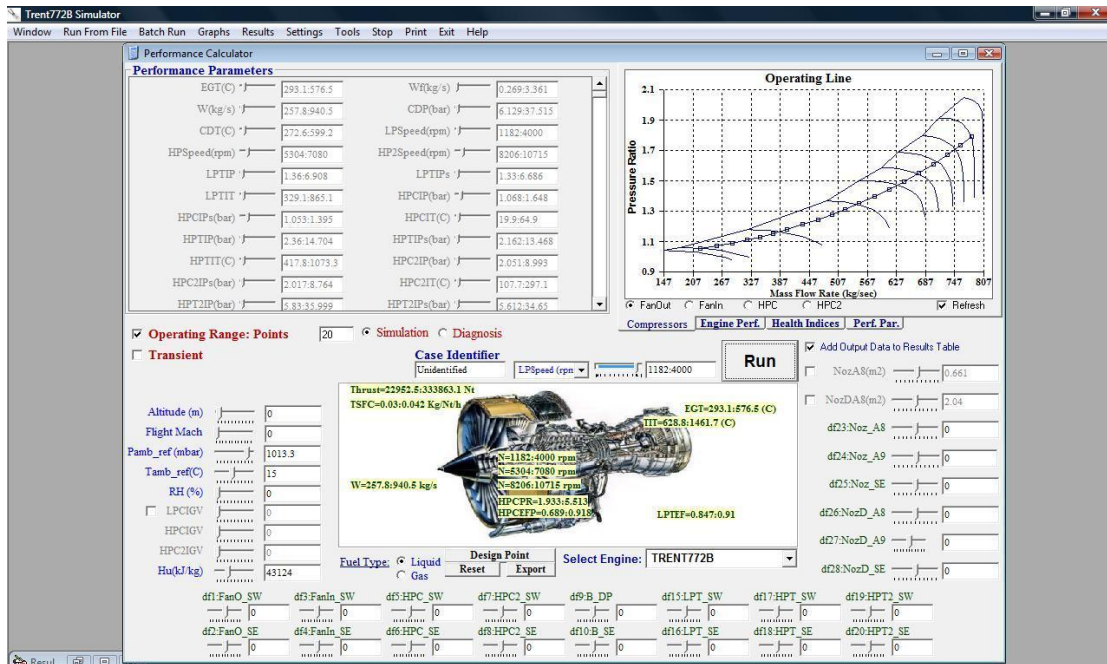 Trent772B Simulator
Window Run From File Batch Run Graphs Results Settings Tools Stop Print Exit Help
Performance Calculator
Performance Parameters
EGT(C) 293.1:576.5 Wf(kg/s) 0.269:3.361
W(kg/s) 257.8:940.5 CDP(bar) 6.129:37.515
CDT(C) 272.6:599.2 LPSpeed(rpm) 1182:4000
HPSpeed(rpm) 5304:7080 HP2Speed(rpm) 8206:10715
LPTIP 1.36:6.908 LPTIPs 1.33:6.686
LPTIT 329.1:865.1 HPCIP(bar) 1.068:1.648
HPCIPs(bar) 1.053:1.395 HPCIT(C) 19.9:64.9
HPTIP(bar) 2.36:14.704 HPTIPs(bar) 2.162:13.468
HPTIT(C) 417.8:1073.3 HPC2IP(bar) 2.051:8.993
HPC2IPs(bar) 2.017:8.764 HPC2IT(C) 107.7:297.1
HPT2IP(bar) 5.83:35.999 HPT2IPs(bar) 5.612:34.65
Operating Line
Pressure Ratio
2.1
1.9
1.7
1.5
1.3
1.1
0.9
147 207 267 327 387 447 507 567 627 687 747 807
Mass Flow Rate (kg/sec)
FanOut FanIn HPC HPC2 Refresh
Compressors Engine Perf. Health Indices Perf. Par.
Operating Range: Points 20 Simulation Diagnosis
Transient
Case Identifier
Unidentified
LPSpeed (rpn 1182:4000
Run
Add Output Data to Results Table
NozA8(m2) 0.661
NozDA8(m2) 2.04
df23:Noz_A8 0
df24:Noz_A9 0
df25:Noz_SE 0
df26:NozD_A8 0
df27:NozD_A9 0
df28:NozD_SE 0
Altitude (m) 0
Flight Mach 0
Pamb_ref (mbar) 1013.3
Tamb_ref(C) 15
RH (%) 0
LPCIGV 0
HPCIGV 0
HPC2IGV 0
Hu(kJ/kg) 43124
Thrust=22952.5:333863.1 Nt
TSFC=0.03:0.042 Kg/Nt/h
EGT=293.1:576.5 (C)
TIT=628.8:1461.7 (C)
N=1182:4000 rpm
N=5304:7080 rpm
N=8206:10715 rpm
W=257.8:940.5 kg/s
HPCPR=1.933:5.513
HPCEFP=0.689:0.918
LPTEF=0.847:0.91
Fuel Type: Liquid
Gas
Design Point
Reset Export
Select Engine: TRENT772B
df1:FanO_SW df3:FanIn_SW df5:HPC_SW df7:HPC2_SW df9:B_DP df15:LPT_SW df17:HPT_SW df19:HPT2_SW
0 0 0 0 0 0 0 0
df2:FanO_SE df4:FanIn_SE df6:HPC_SE df8:HPC2_SE df10:B_SE df16:LPT_SE df18:HPT_SE df20:HPT2_SE
0 0 0 0 0 0 0 0
Resul